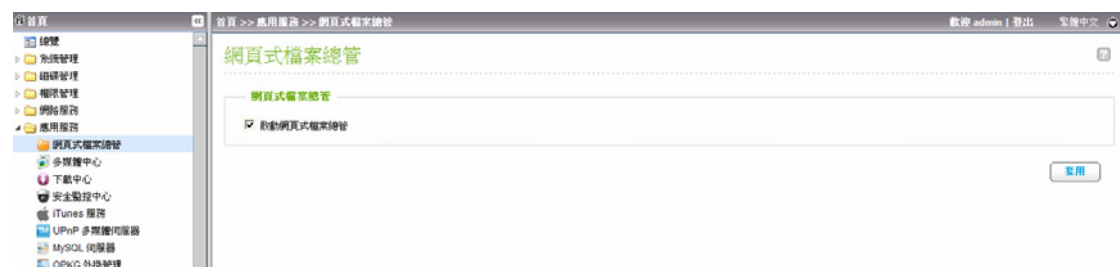 首頁
首頁 >> 應用服務 >> 網頁式檔案總管
歡迎 admin | 登出
繁體中文
總覽
系統管理
磁碟管理
權限管理
網路服務
應用服務
網頁式檔案總管
多媒體中心
下載中心
安全監控中心
iTunes 服務
UPnP 多媒體伺服器
MySQL 伺服器
QPKG 外掛管理
網頁式檔案總管
網頁式檔案總管
啟動網頁式檔案總管
套用